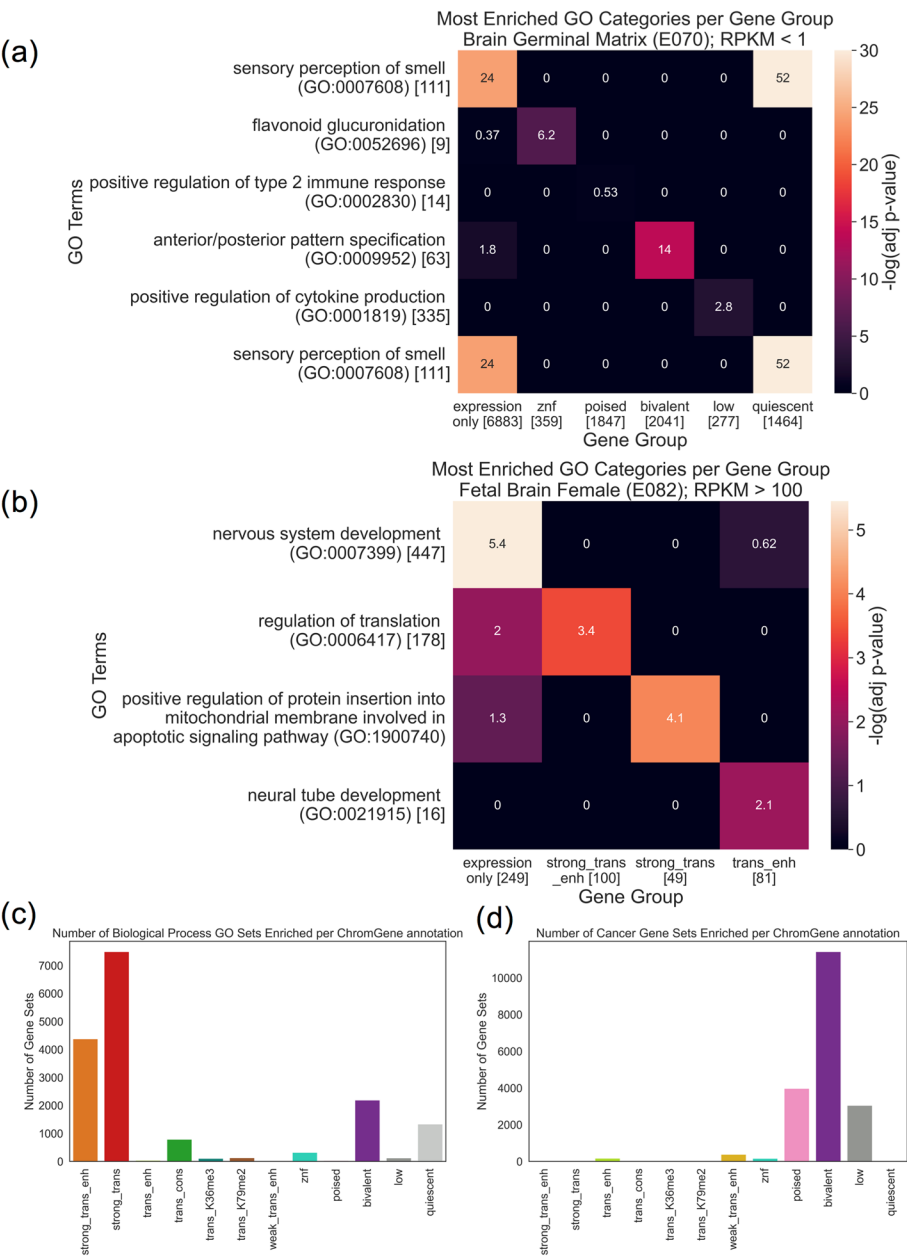 (a)
Most Enriched GO Categories per Gene Group
Brain Germinal Matrix (E070); RPKM < 1
GO Terms
sensory perception of smell
(GO:0007608) [111]
24 0 0 0 0 52
flavonoid glucuronidation
(GO:0052696) [9]
0.37 6.2 0 0 0 0
positive regulation of type 2 immune response
(GO:0002830) [14]
0 0 0.53 0 0 0
anterior/posterior pattern specification
(GO:0009952) [63]
1.8 0 0 14 0 0
positive regulation of cytokine production
(GO:0001819) [335]
0 0 0 0 2.8 0
sensory perception of smell
(GO:0007608) [111]
24 0 0 0 0 52
expression znf poised bivalent low quiescent
only [6883] [359] [1847] [2041] [277] [1464]
Gene Group
30
25
20
15
10
5
0
-log(adj p-value)
(b)
Most Enriched GO Categories per Gene Group
Fetal Brain Female (E082); RPKM > 100
GO Terms
nervous system development
(GO:0007399) [447]
5.4 0 0 0.62
regulation of translation
(GO:0006417) [178]
2 3.4 0 0
positive regulation of protein insertion into
mitochondrial membrane involved in
apoptotic signaling pathway (GO:1900740)
1.3 0 4.1 0
neural tube development
(GO:0021915) [16]
0 0 0 2.1
expression strong_trans strong_trans trans_enh
only [249] _enh [100] [49] [81]
Gene Group
5
4
3
2
1
0
-log(adj p-value)
(c)
Number of Biological Process GO Sets Enriched per ChromGene annotation
Number of Gene Sets
7000
6000
5000
4000
3000
2000
1000
0
strong_trans_enh
strong_trans
trans_enh
trans_cons
trans_K36me3
trans_K79me2
weak_trans_enh
znf
poised
bivalent
low
quiescent
(d)
Number of Cancer Gene Sets Enriched per ChromGene annotation
Number of Gene Sets
10000
8000
6000
4000
2000
0
strong_trans_enh
strong_trans
trans_enh
trans_cons
trans_K36me3
trans_K79me2
weak_trans_enh
znf
poised
bivalent
low
quiescent